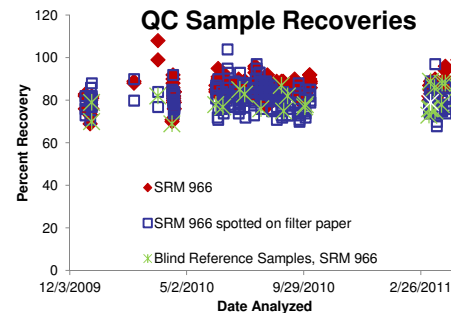 QC Sample Recoveries
120
100
80
60
40
20
0
Percent Recovery
SRM 966
SRM 966 spotted on filter paper
Blind Reference Samples, SRM 966
12/3/2009 5/2/2010 9/29/2010 2/26/2011
Date Analyzed